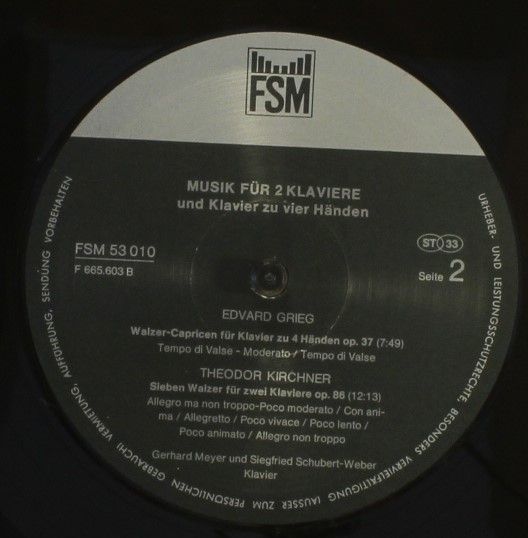 FSM
MUSIK FÜR 2 KLAVIERE
und Klavier zu vier Händen
FSM 53 010
F 665.603 B
ST 33
Seite 2
EDVARD GRIEG
Walzer-Capricen für Klavier zu 4 Händen op. 37 (7:49)
Tempo di Valse - Moderato / Tempo di Valse
THEODOR KIRCHNER
Sieben Walzer für zwei Klaviere op. 86 (12:13)
Allegro ma non troppo-Poco moderato / Con ani-
ma / Allegretto / Poco vivace / Poco lento /
Poco animato / Allegro non troppo
Gerhard Meyer und Siegfried Schubert-Weber
Klavier
URHEBER- UND LEISTUNGSSCHUTZRECHTE, BESONDERS VERVIELFÄLTIGUNG (AUSSER ZUM PERSÖNLICHEN GEBRAUCH) VERMIETUNG, AUFFÜHRUNG, SENDUNG VORBEHALTEN